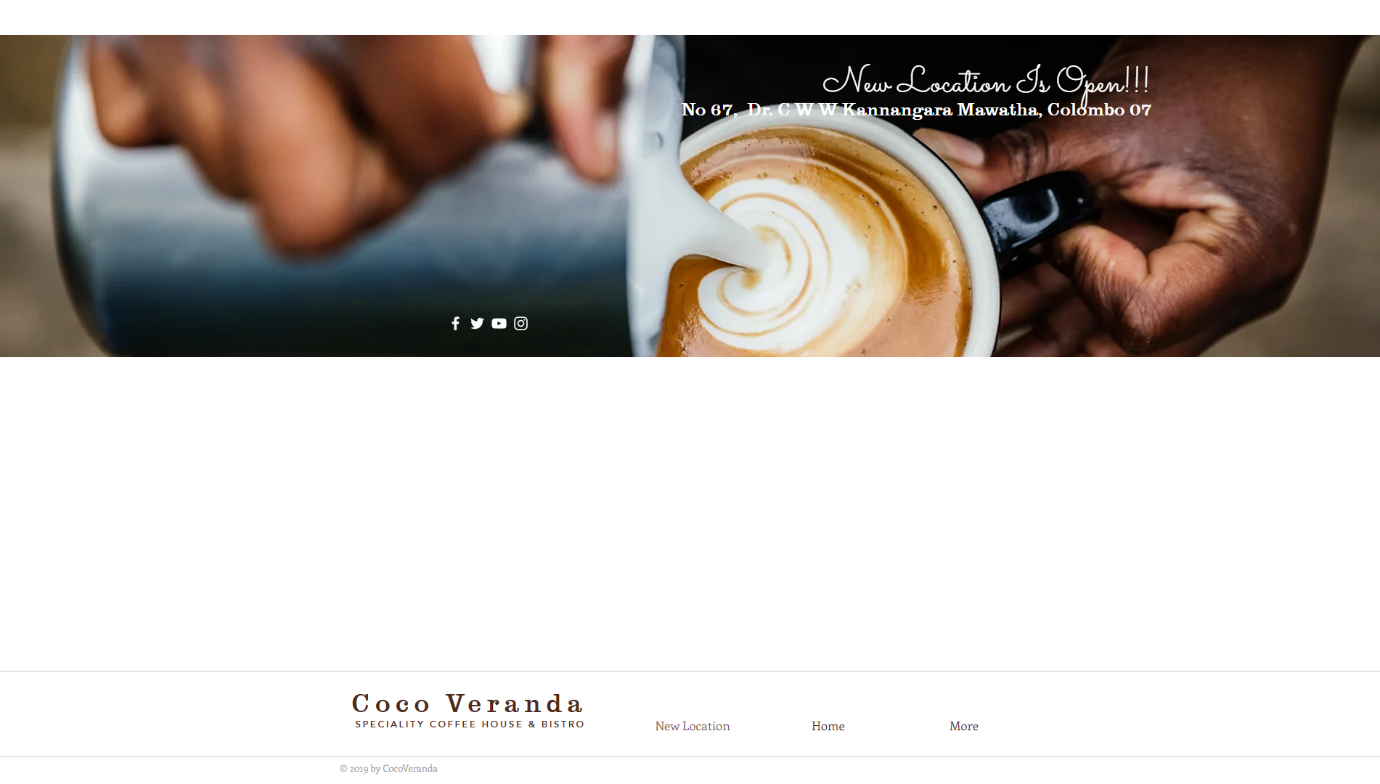 New Location Is Open!!!
No 67, Dr. C W W Kannangara Mawatha, Colombo 07
Coco Veranda
SPECIALITY COFFEE HOUSE & BISTRO
New Location
Home
More
© 2019 by CocoVeranda